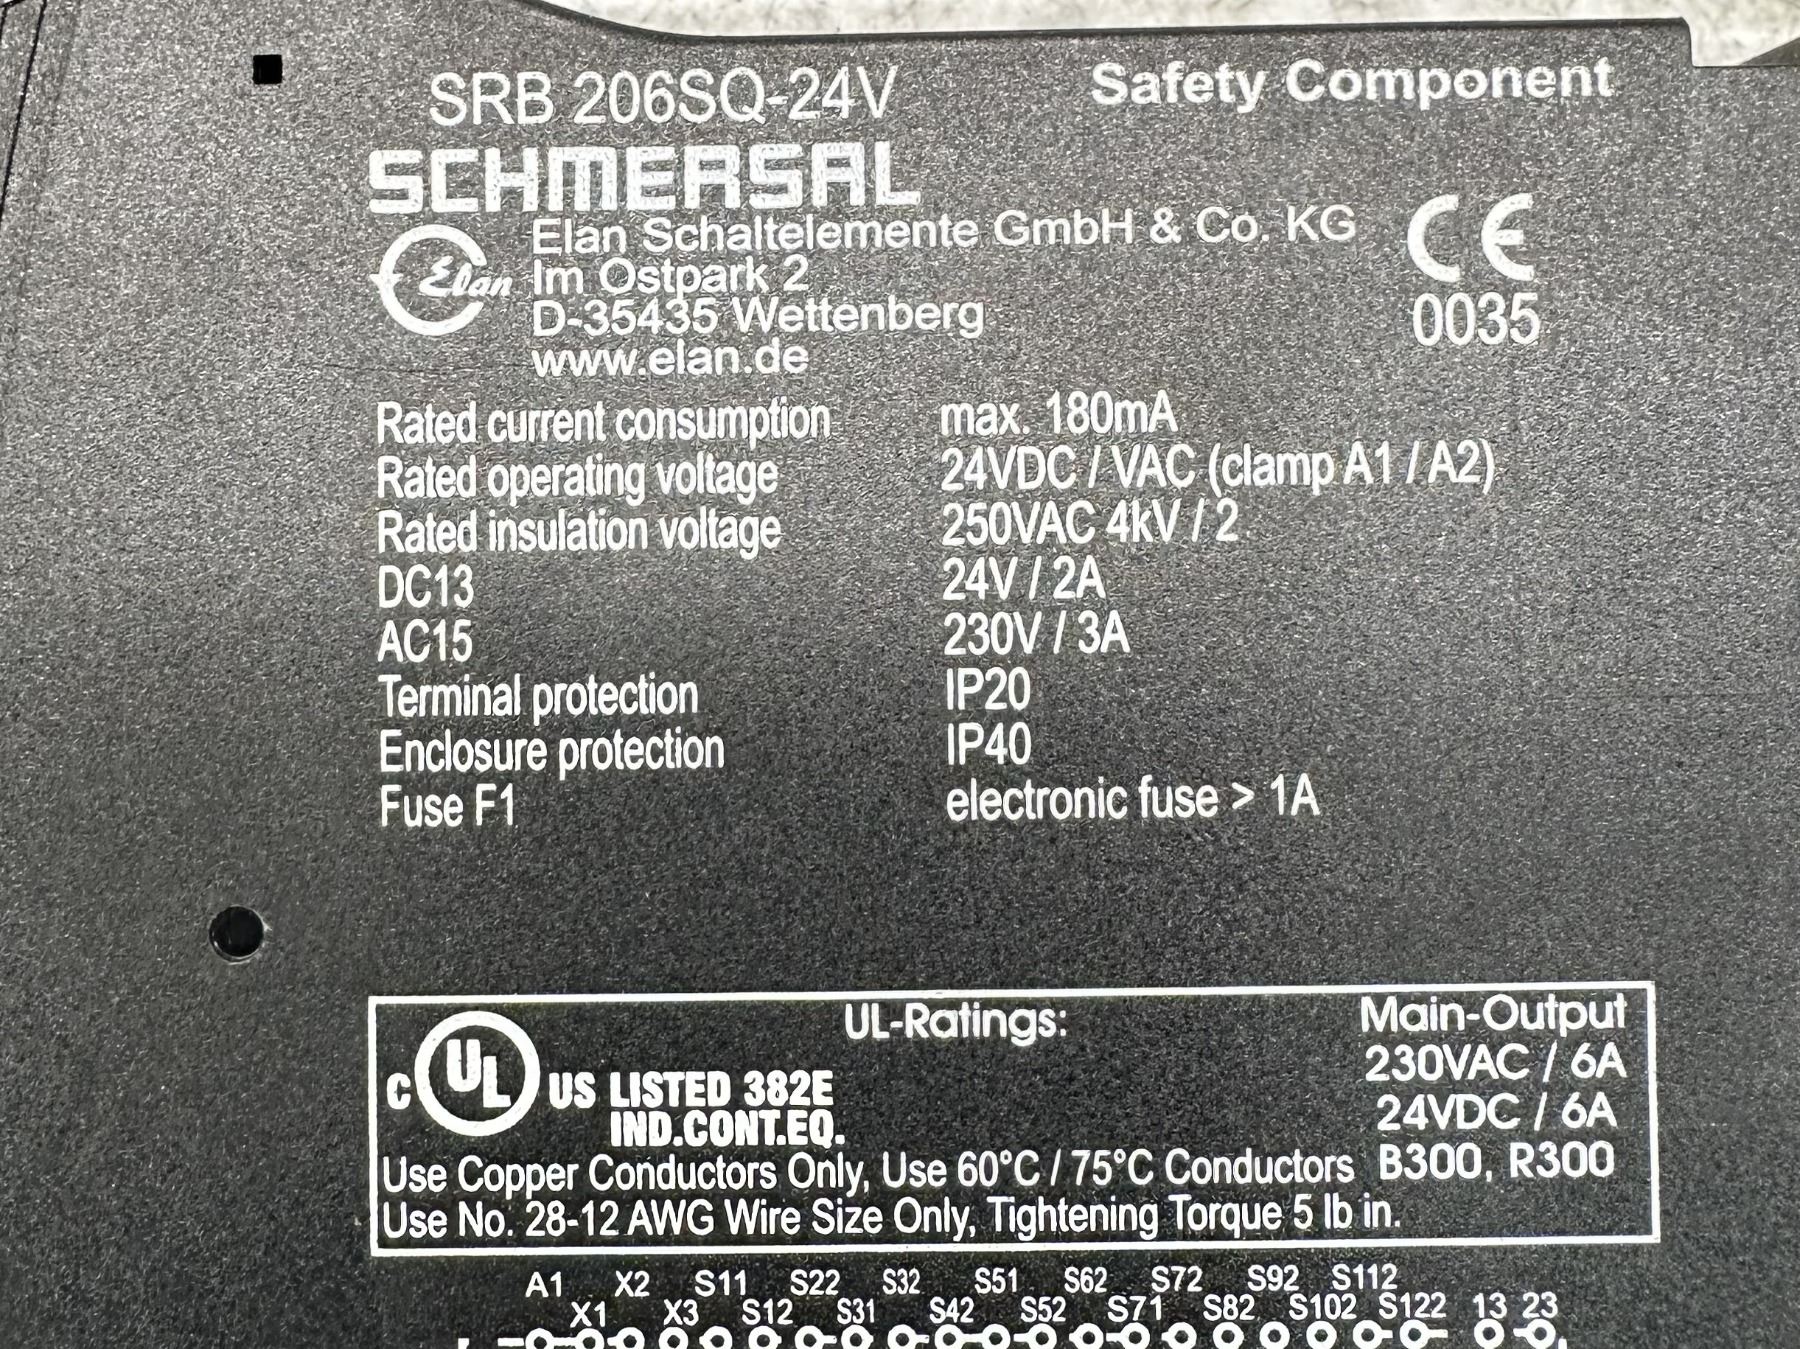 SRB 206SQ-24V
Safety Component
SCHMERSAL
Elan
Elan Schaltelemente GmbH & Co. KG
Im Ostpark 2
D-35435 Wettenberg
www.elan.de
CE
0035
Rated current consumption max. 180mA
Rated operating voltage 24VDC / VAC (clamp A1 / A2)
Rated insulation voltage 250VAC 4kV / 2
DC13 24V / 2A
AC15 230V / 3A
Terminal protection IP20
Enclosure protection IP40
Fuse F1 electronic fuse > 1A
UL-Ratings:
Main-Output
230VAC / 6A
24VDC / 6A
B300, R300
C UL US LISTED 382E
IND.CONT.EQ.
Use Copper Conductors Only, Use 60°C / 75°C Conductors
Use No. 28-12 AWG Wire Size Only, Tightening Torque 5 lb in.
A1 X2 S11 S22 S32 S51 S62 S72 S92 S112
X1 X3 S12 S31 S42 S52 S71 S82 S102 S122 13 23